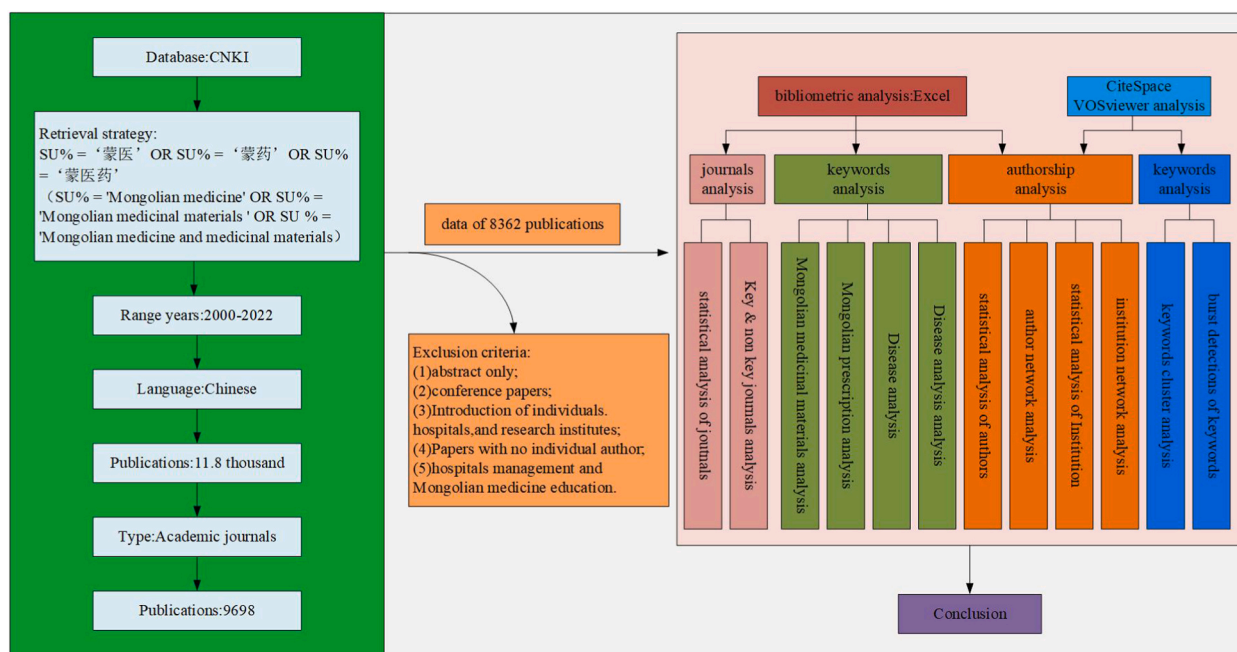 Database:CNKI
Retrieval strategy:
SU% = ‘蒙医’ OR SU% = ‘蒙药’ OR SU%
= ‘蒙医药’
（SU% = 'Mongolian medicine' OR SU% =
'Mongolian medicinal materials ' OR SU % =
'Mongolian medicine and medicinal materials）
Range years:2000-2022
Language:Chinese
Publications:11.8 thousand
Type:Academic journals
Publications:9698
data of 8362 publications
Exclusion criteria:
(1)abstract only;
(2)conference papers;
(3)Introduction of individuals.
hospitals,and research institutes;
(4)Papers with no individual author;
(5)hospitals management and
Mongolian medicine education.
bibliometric analysis:Excel
CiteSpace
VOSviewer analysis
journals
analysis
keywords
analysis
authorship
analysis
keywords
analysis
statistical analysis of joutnals
Key & non key journals analysis
Mongolian medicinal materials analysis
Mongolian prescription analysis
Disease analysis
Disease analysis analysis
statistical analysis of authors
author network analysis
statistical analysis of Institution
institution network analysis
keywords cluster analysis
burst detections of keywords
Conclusion